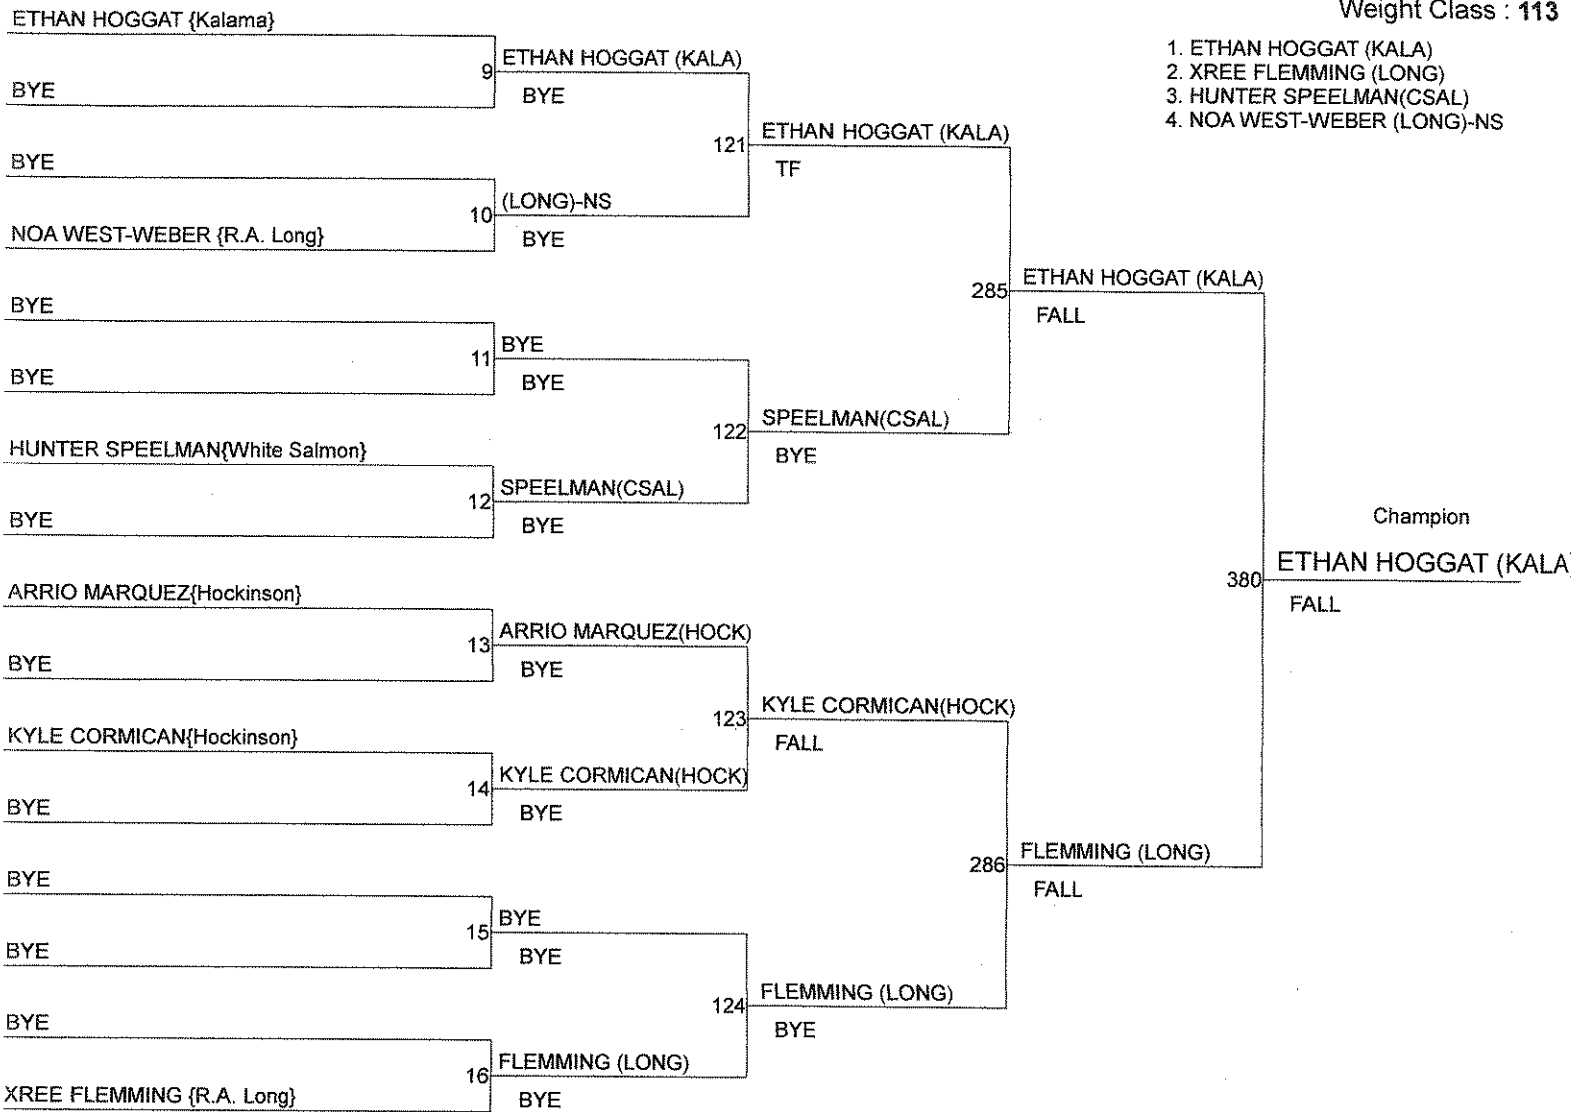 Weight Class : 113
1. ETHAN HOGGAT (KALA)
2. XREE FLEMMING (LONG)
3. HUNTER SPEELMAN(CSAL)
4. NOA WEST-WEBER (LONG)-NS
ETHAN HOGGAT {Kalama}
BYE
BYE
NOA WEST-WEBER {R.A. Long}
BYE
BYE
HUNTER SPEELMAN{White Salmon}
BYE
ARRIO MARQUEZ{Hockinson}
BYE
KYLE CORMICAN{Hockinson}
BYE
BYE
BYE
BYE
XREE FLEMMING {R.A. Long}
9 ETHAN HOGGAT (KALA)
BYE
10 (LONG)-NS
BYE
11 BYE
BYE
12 SPEELMAN(CSAL)
BYE
13 ARRIO MARQUEZ(HOCK)
BYE
14 KYLE CORMICAN(HOCK)
BYE
15 BYE
BYE
16 FLEMMING (LONG)
BYE
121 ETHAN HOGGAT (KALA)
TF
122 SPEELMAN(CSAL)
BYE
123 KYLE CORMICAN(HOCK)
FALL
124 FLEMMING (LONG)
BYE
285 ETHAN HOGGAT (KALA)
FALL
286 FLEMMING (LONG)
FALL
Champion
380 ETHAN HOGGAT (KALA)
FALL